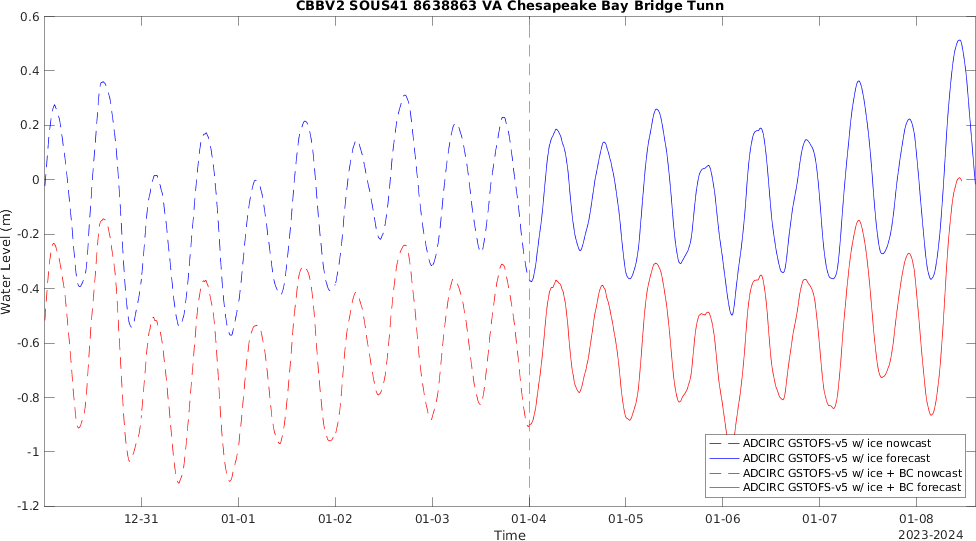 CBBV2 SOUS41 8638863 VA Chesapeake Bay Bridge Tunn
Water Level (m)
0.6
0.4
0.2
0
-0.2
-0.4
-0.6
-0.8
-1
-1.2
12-31 01-01 01-02 01-03 01-04 01-05 01-06 01-07 01-08
Time
2023-2024
ADCIRC GSTOFS-v5 w/ ice nowcast
ADCIRC GSTOFS-v5 w/ ice forecast
ADCIRC GSTOFS-v5 w/ ice + BC nowcast
ADCIRC GSTOFS-v5 w/ ice + BC forecast